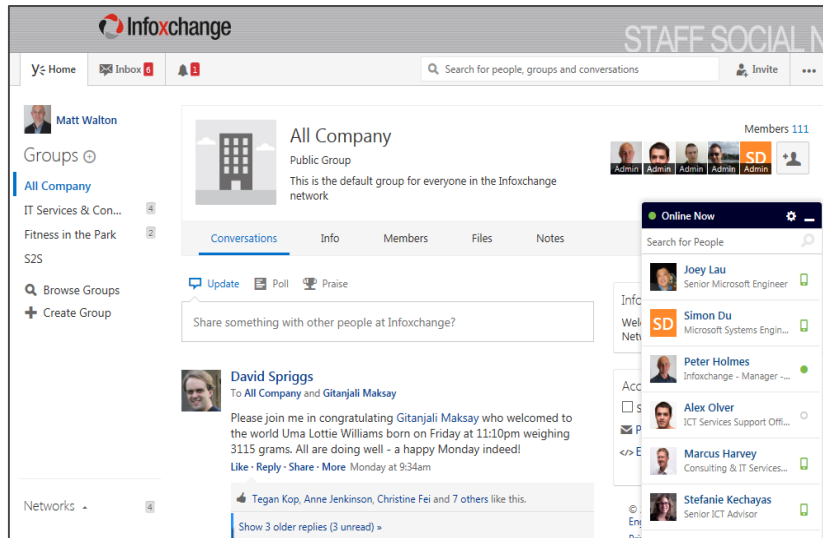 Infoxchange
STAFF SOCIAL N
Home
Inbox 6
1
Search for people, groups and conversations
Invite
Matt Walton
Groups
All Company
IT Services & Con... 4
Fitness in the Park 2
S2S
Browse Groups
Create Group
Networks 4
All Company
Public Group
This is the default group for everyone in the Infoxchange
network
Members 111
SD
Admin Admin Admin Admin Admin
Conversations Info Members Files Notes
Update Poll Praise
Share something with other people at Infoxchange?
David Spriggs
To All Company and Gitanjali Maksay
Please join me in congratulating Gitanjali Maksay who welcomed to
the world Uma Lottie Williams born on Friday at 11:10pm weighing
3115 grams. All are doing well - a happy Monday indeed!
Like · Reply · Share · More Monday at 9:34am
Tegan Kop, Anne Jenkinson, Christine Fei and 7 others like this.
Show 3 older replies (3 unread) »
Info
Wel
Net
Acc
S
P
</> E
©
Eng
Online Now
Search for People
Joey Lau
Senior Microsoft Engineer
SD
Simon Du
Microsoft Systems Engin...
Peter Holmes
Infoxchange - Manager -...
Alex Olver
ICT Services Support Offi...
Marcus Harvey
Consulting & IT Services...
Stefanie Kechayas
Senior ICT Advisor